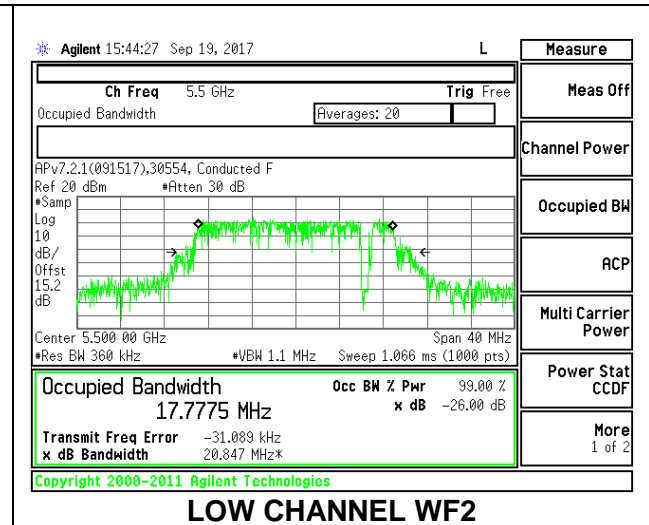 Agilent 15:44:27 Sep 19, 2017 L
Measure
Ch Freq 5.5 GHz Trig Free
Occupied Bandwidth Averages: 20
Meas Off
Channel Power
APv7.2.1(091517),30554, Conducted F
Ref 20 dBm #Atten 30 dB
#Samp
Log
10
dB/
Offst
15.2
dB
Occupied BW
ACP
Center 5.500 00 GHz Span 40 MHz
#Res BW 360 kHz #VBW 1.1 MHz Sweep 1.066 ms (1000 pts)
Multi Carrier
Power
Occupied Bandwidth Occ BW % Pwr 99.00 %
17.7775 MHz x dB -26.00 dB
Power Stat
CCDF
Transmit Freq Error -31.089 kHz
x dB Bandwidth 20.847 MHz*
More
1 of 2
Copyright 2000-2011 Agilent Technologies
LOW CHANNEL WF2